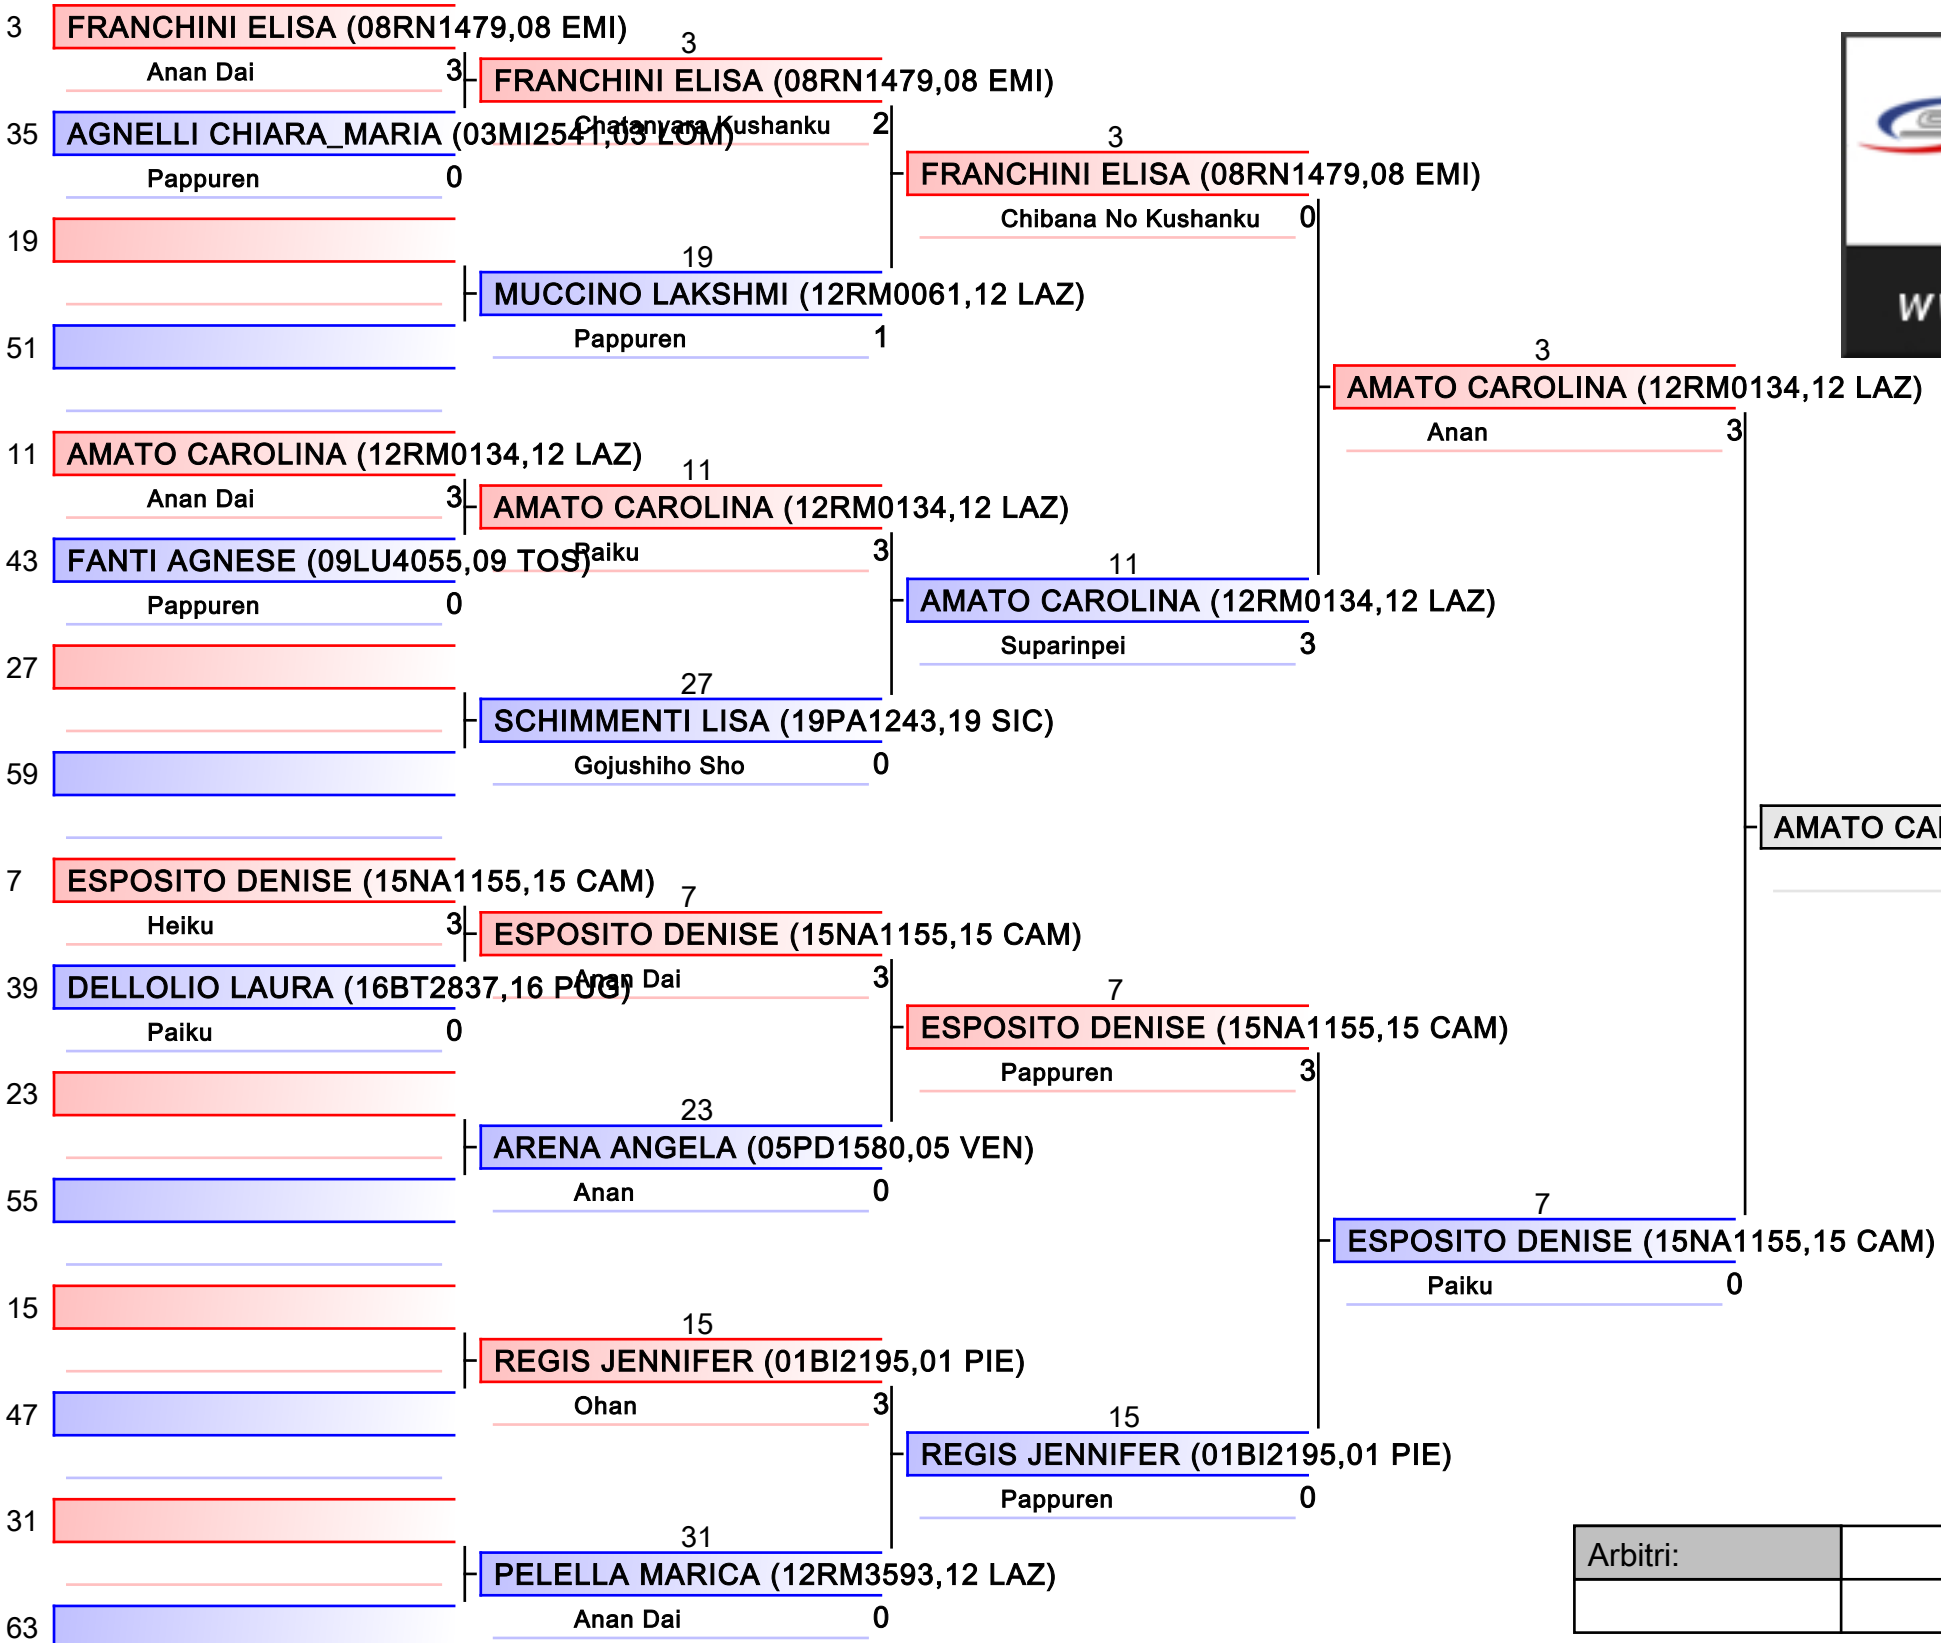 3 FRANCHINI ELISA (08RN1479,08 EMI)
Anan Dai 3
35 AGNELLI CHIARA_MARIA (03MI2541,03 LOM)
Pappuren 0
19
51
11 AMATO CAROLINA (12RM0134,12 LAZ)
Anan Dai 3
43 FANTI AGNESE (09LU4055,09 TOS)
Pappuren 0
27
59
7 ESPOSITO DENISE (15NA1155,15 CAM)
Heiku 3
39 DELLOLIO LAURA (16BT2837,16 PUG)
Paiku 0
23
55
15
47
31
63
3
FRANCHINI ELISA (08RN1479,08 EMI)
Chatanyara Kushanku 2
19
MUCCINO LAKSHMI (12RM0061,12 LAZ)
Pappuren 1
11
AMATO CAROLINA (12RM0134,12 LAZ)
Paiku 3
27
SCHIMMENTI LISA (19PA1243,19 SIC)
Gojushiho Sho 0
7
ESPOSITO DENISE (15NA1155,15 CAM)
Anan Dai 3
23
ARENA ANGELA (05PD1580,05 VEN)
Anan 0
15
REGIS JENNIFER (01BI2195,01 PIE)
Ohan 3
31
PELELLA MARICA (12RM3593,12 LAZ)
Anan Dai 0
3
FRANCHINI ELISA (08RN1479,08 EMI)
Chibana No Kushanku 0
11
AMATO CAROLINA (12RM0134,12 LAZ)
Suparinpei 3
7
ESPOSITO DENISE (15NA1155,15 CAM)
Pappuren 3
15
REGIS JENNIFER (01BI2195,01 PIE)
Pappuren 0
3
AMATO CAROLINA (12RM0134,12 LAZ)
Anan 3
7
ESPOSITO DENISE (15NA1155,15 CAM)
Paiku 0
AMATO CA
Arbitri: